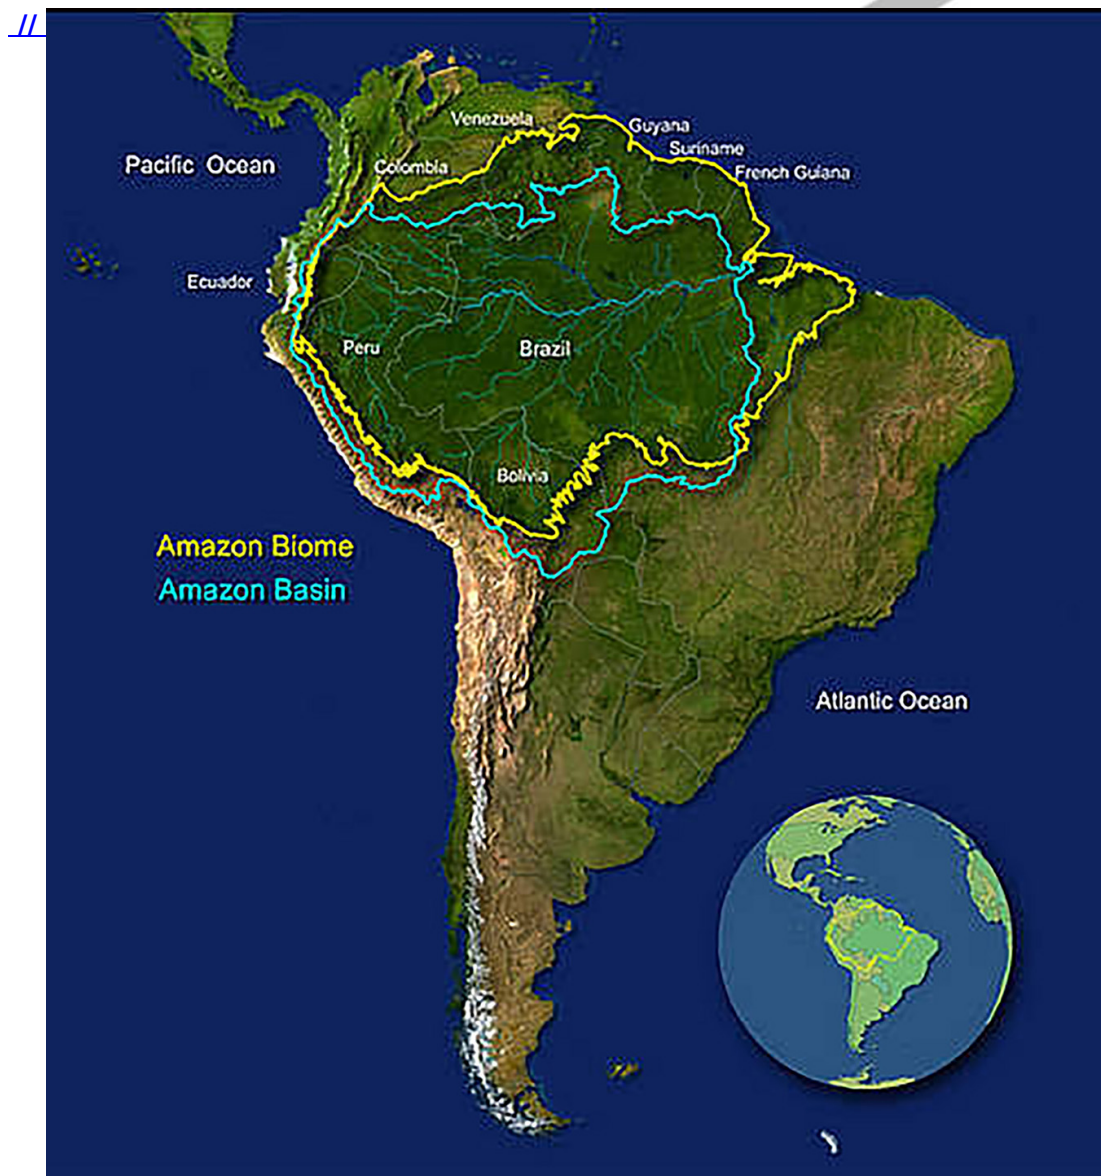 //
Venezuela
Guyana
Suriname
Pacific Ocean
Colombia
French Guiana
Ecuador
Peru
Brazil
Bolivia
Amazon Biome
Amazon Basin
Atlantic Ocean